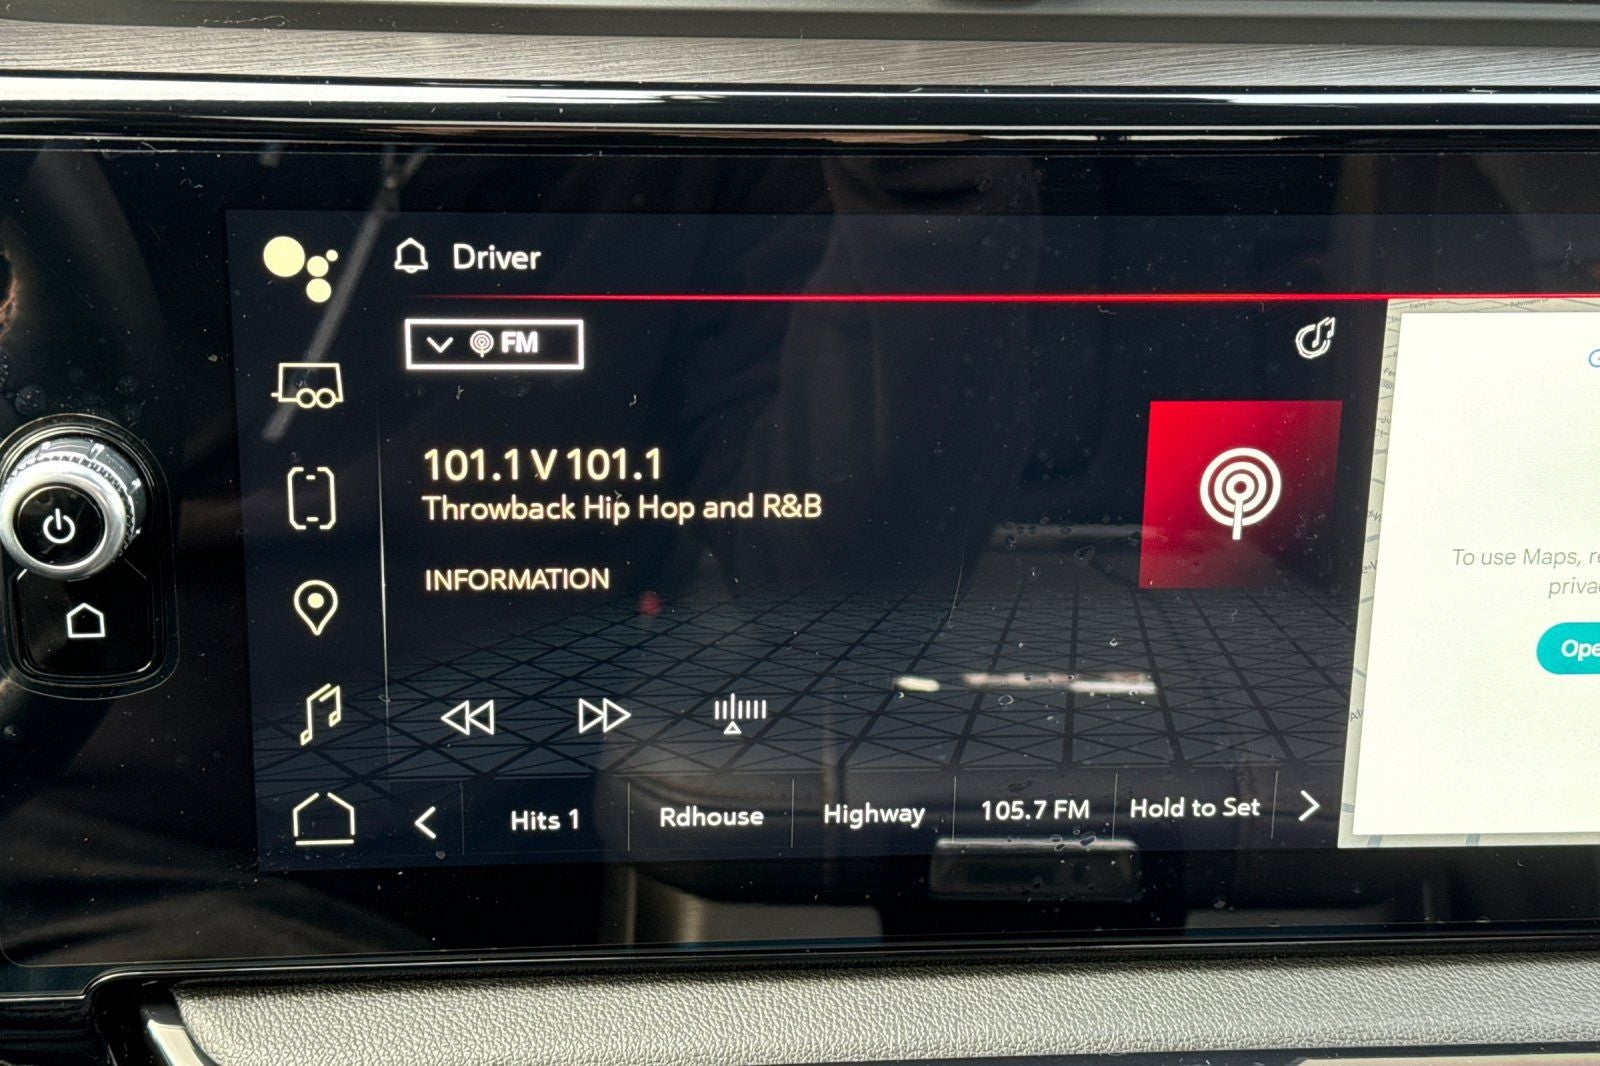 Driver
FM
101.1 V 101.1
Throwback Hip Hop and R&B
INFORMATION
Hits 1
Rdhouse
Highway
105.7 FM
Hold to Set
To use Maps,